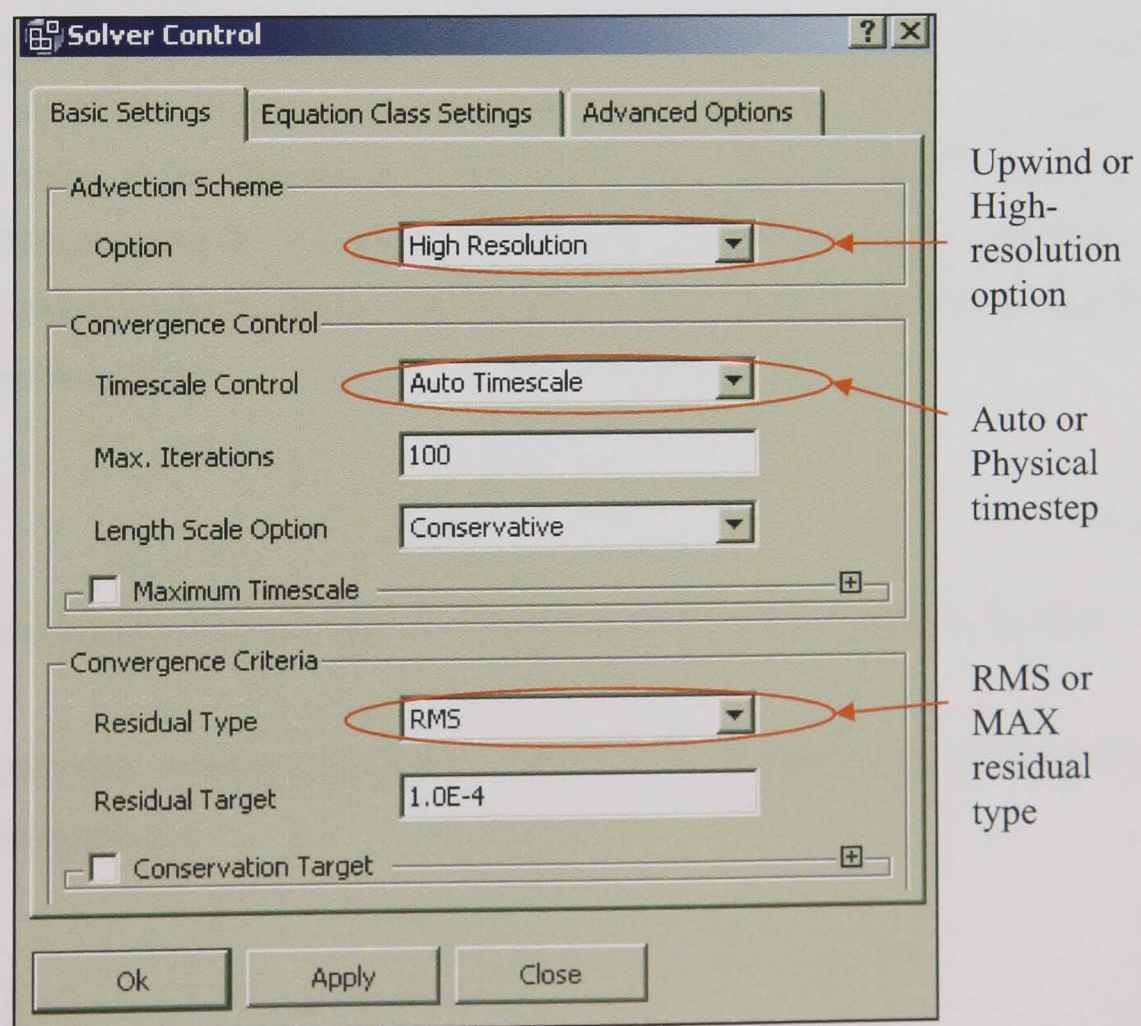 Solver Control
Basic Settings Equation Class Settings Advanced Options
Advection Scheme
Option High Resolution
Upwind or
High-
resolution
option
Convergence Control
Timescale Control Auto Timescale
Max. Iterations 100
Length Scale Option Conservative
Maximum Timescale
Auto or
Physical
timestep
Convergence Criteria
Residual Type RMS
Residual Target 1.0E-4
Conservation Target
RMS or
MAX
residual
type
Ok Apply Close